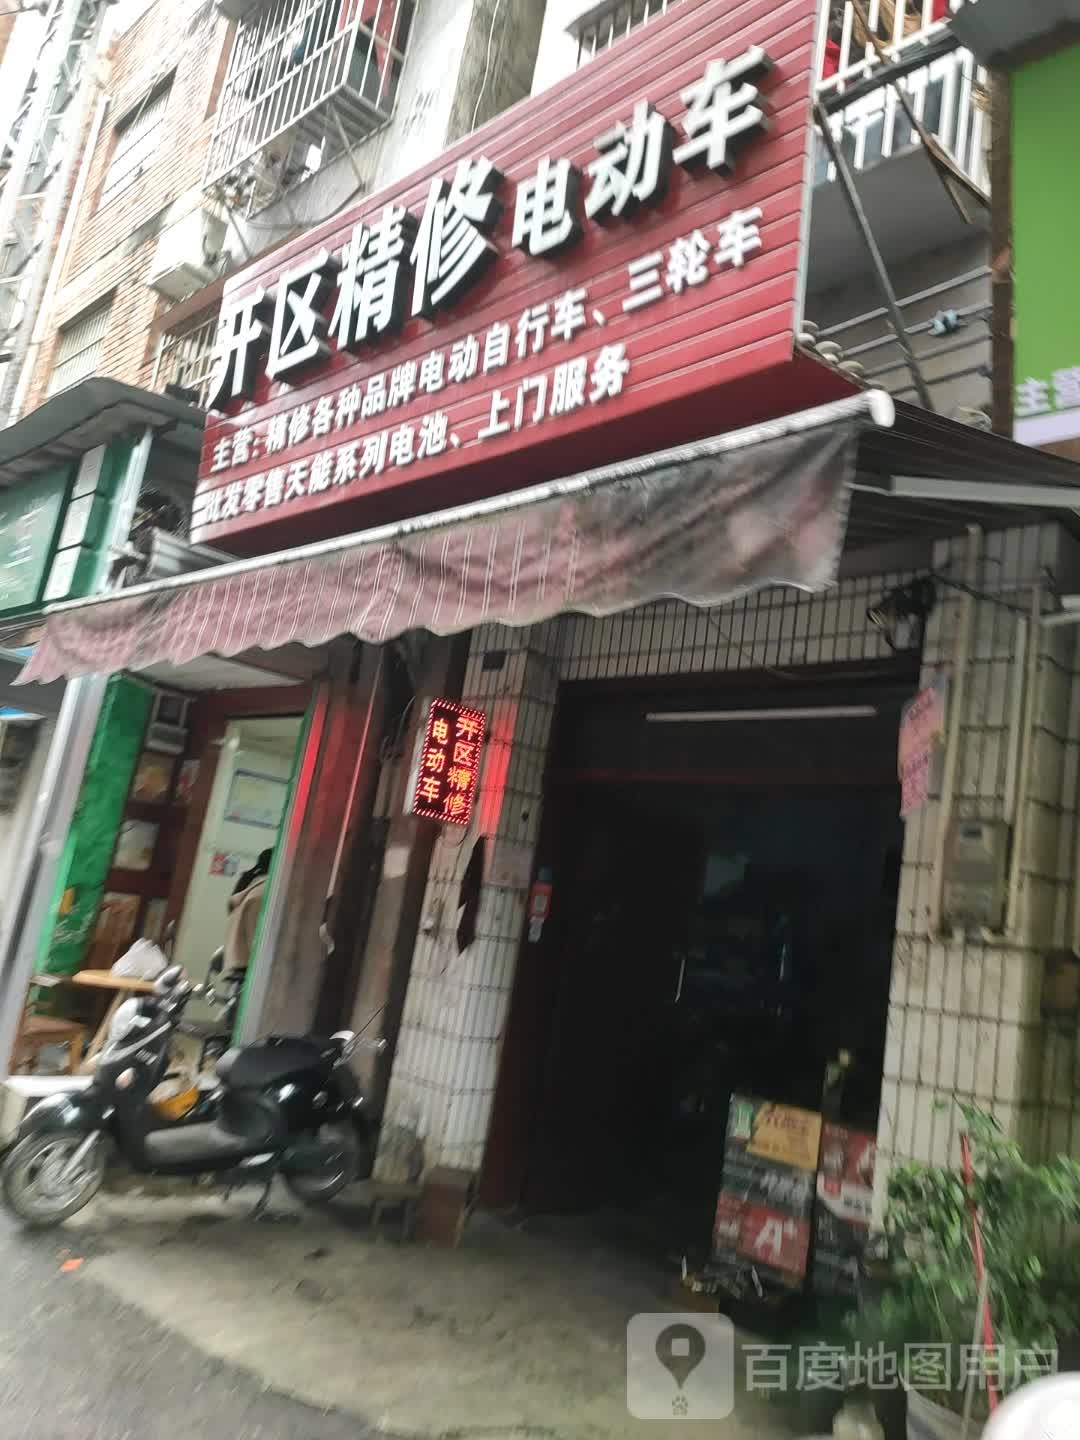 开区精修电动车
主营：精修各种品牌电动自行车、三轮车
批发零售天能系列电池、上门服务
开区精修
电动车
主营
A+
百度地图用户